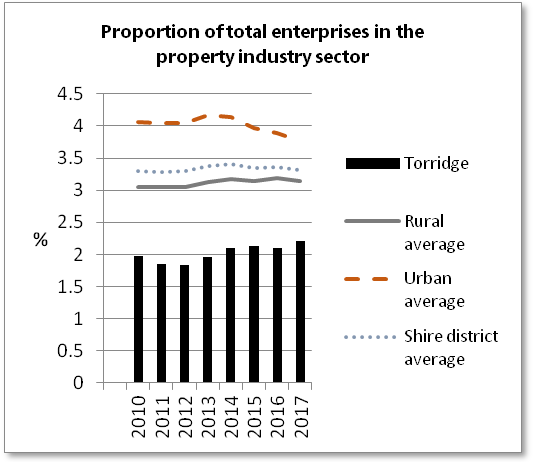 Proportion of total enterprises in the
property industry sector
4.5
4
3.5
3
2.5
2
1.5
1
0.5
0
%
2010
2011
2012
2013
2014
2015
2016
2017
Torridge
Rural
average
Urban
average
Shire district
average